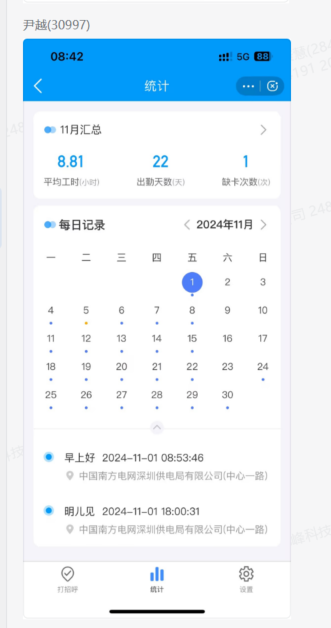 尹越(30997)
08:42 5G 88
统计
11月汇总
8.81 22 1
平均工时(小时) 出勤天数(天) 缺卡次数(次)
每日记录 2024年11月
一 二 三 四 五 六 日
1 2 3
4 5 6 7 8 9 10
11 12 13 14 15 16 17
18 19 20 21 22 23 24
25 26 27 28 29 30
早上好 2024-11-01 08:53:46
中国南方电网深圳供电局有限公司(中心一路)
明儿见 2024-11-01 18:00:31
中国南方电网深圳供电局有限公司(中心一路)
打招呼 统计 设置